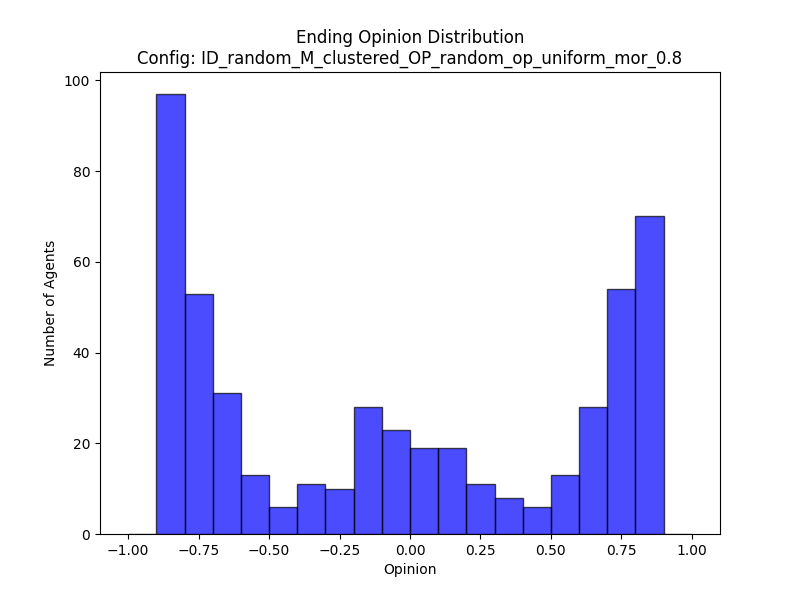 Ending Opinion Distribution
Config: ID_random_M_clustered_OP_random_op_uniform_mor_0.8
Number of Agents
100
80
60
40
20
0
−1.00 −0.75 −0.50 −0.25 0.00 0.25 0.50 0.75 1.00
Opinion